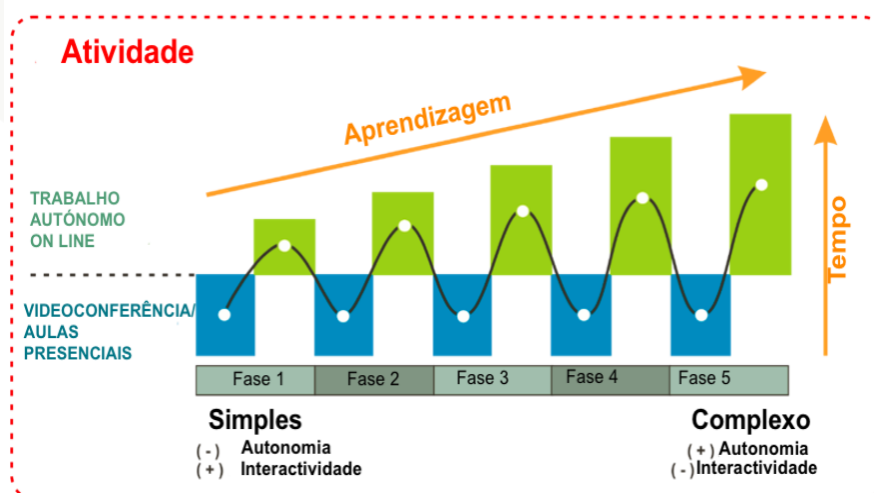 Atividade
Aprendizagem
TRABALHO
AUTÓNOMO
ON LINE
Tempo
VIDEOCONFERÊNCIA/
AULAS
PRESENCIAIS
Fase 1 Fase 2 Fase 3 Fase 4 Fase 5
Simples
(-) Autonomia
(+) Interactividade
Complexo
(+) Autonomia
(-) Interactividade